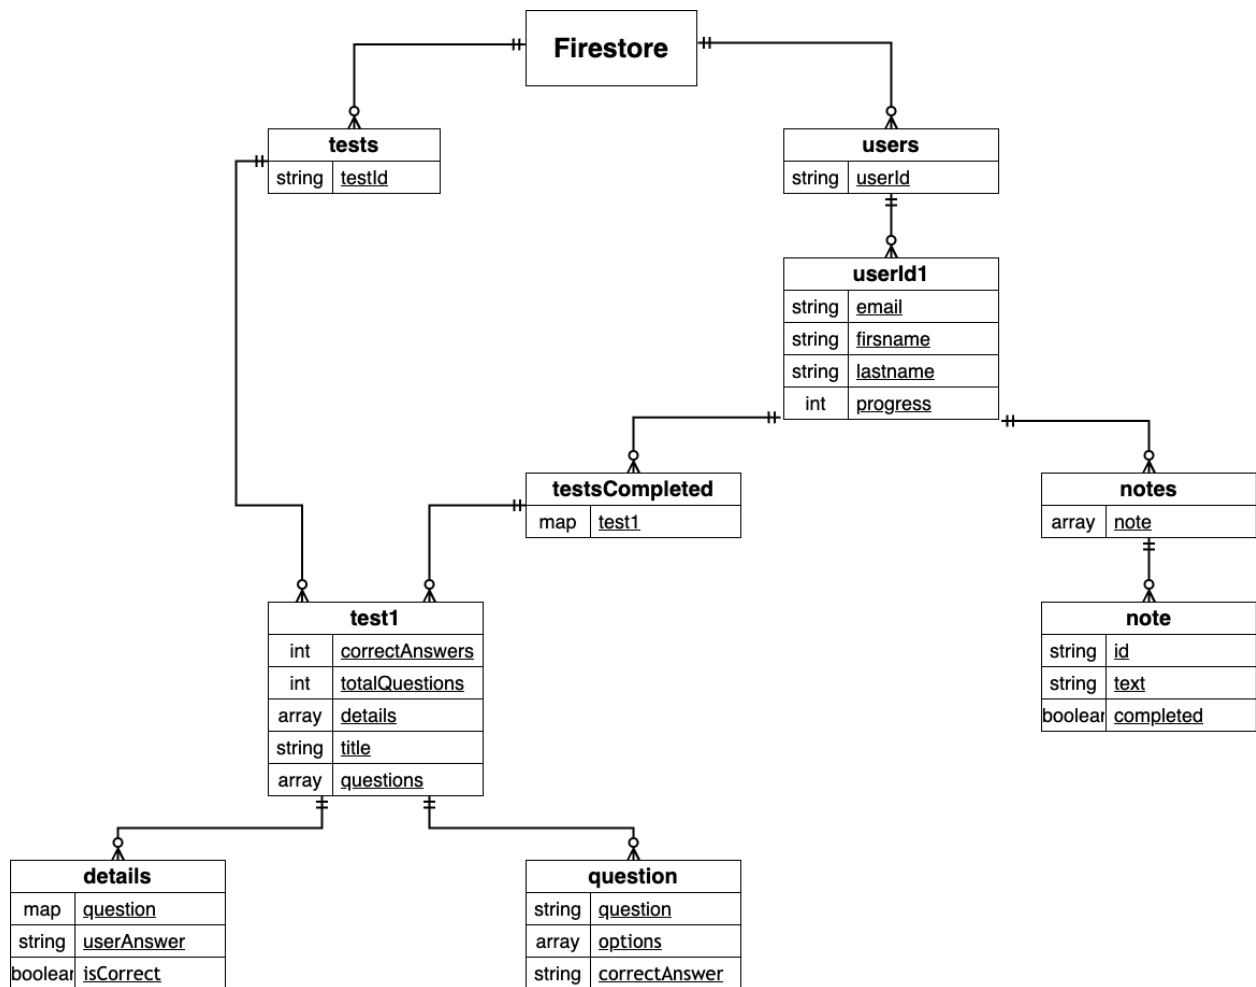 Firestore
tests
string testId
users
string userId
userId1
string email
string firsname
string lastname
int progress
testsCompleted
map test1
notes
array note
test1
int correctAnswers
int totalQuestions
array details
string title
array questions
note
string id
string text
boolear completed
details
map question
string userAnswer
boolear isCorrect
question
string question
array options
string correctAnswer